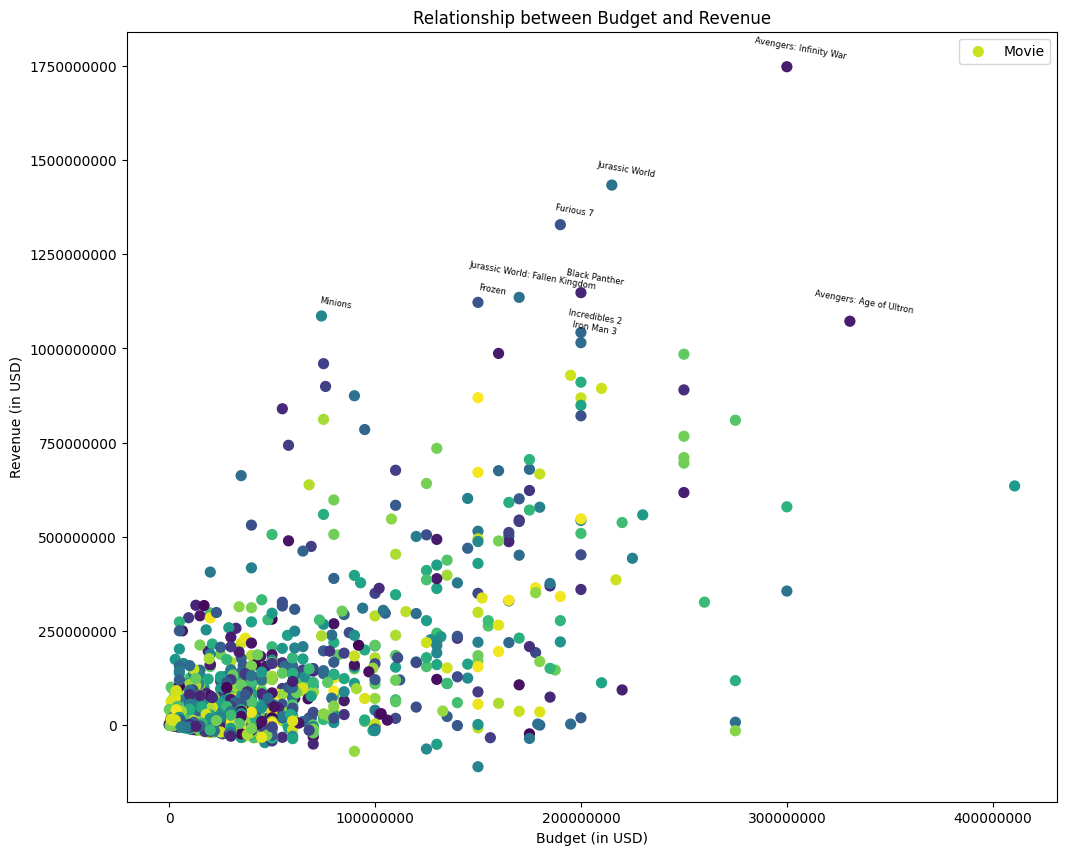 Relationship between Budget and Revenue
Movie
Avengers: Infinity War
Jurassic World
Furious 7
Jurassic World: Fallen Kingdom
Black Panther
Frozen
Minions
Avengers: Age of Ultron
Incredibles 2
Iron Man 3
Revenue (in USD)
1750000000
1500000000
1250000000
1000000000
750000000
500000000
250000000
0
0
100000000
200000000
300000000
400000000
Budget (in USD)